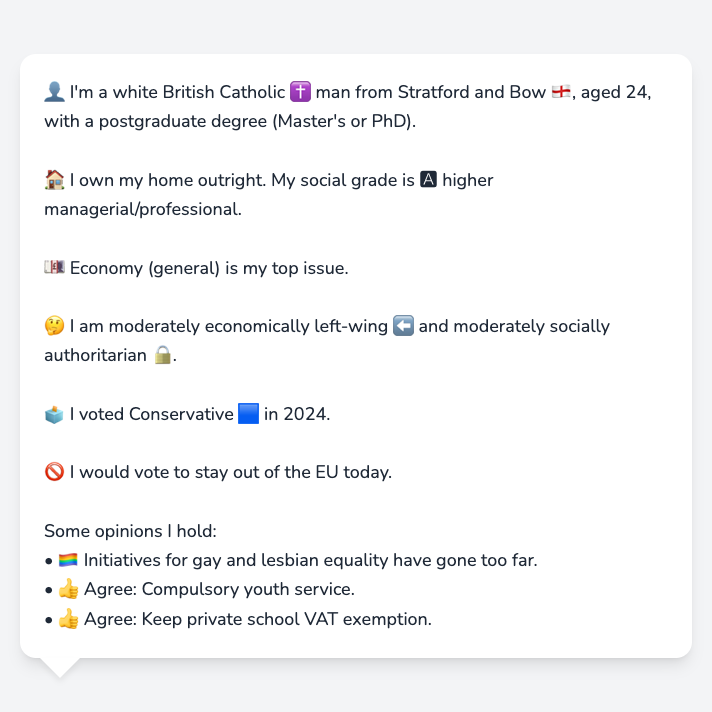 👤 I'm a white British Catholic ✝️ man from Stratford and Bow 🏴󠁧󠁢󠁥󠁮󠁧󠁿, aged 24,
with a postgraduate degree (Master's or PhD).
🏠 I own my home outright. My social grade is 🅰 higher
managerial/professional.
💷 Economy (general) is my top issue.
🤔 I am moderately economically left-wing ⬅️ and moderately socially
authoritarian 🔒.
🗳️ I voted Conservative 🟦 in 2024.
🚫 I would vote to stay out of the EU today.
Some opinions I hold:
• 🏳️‍🌈 Initiatives for gay and lesbian equality have gone too far.
• 👍 Agree: Compulsory youth service.
• 👍 Agree: Keep private school VAT exemption.